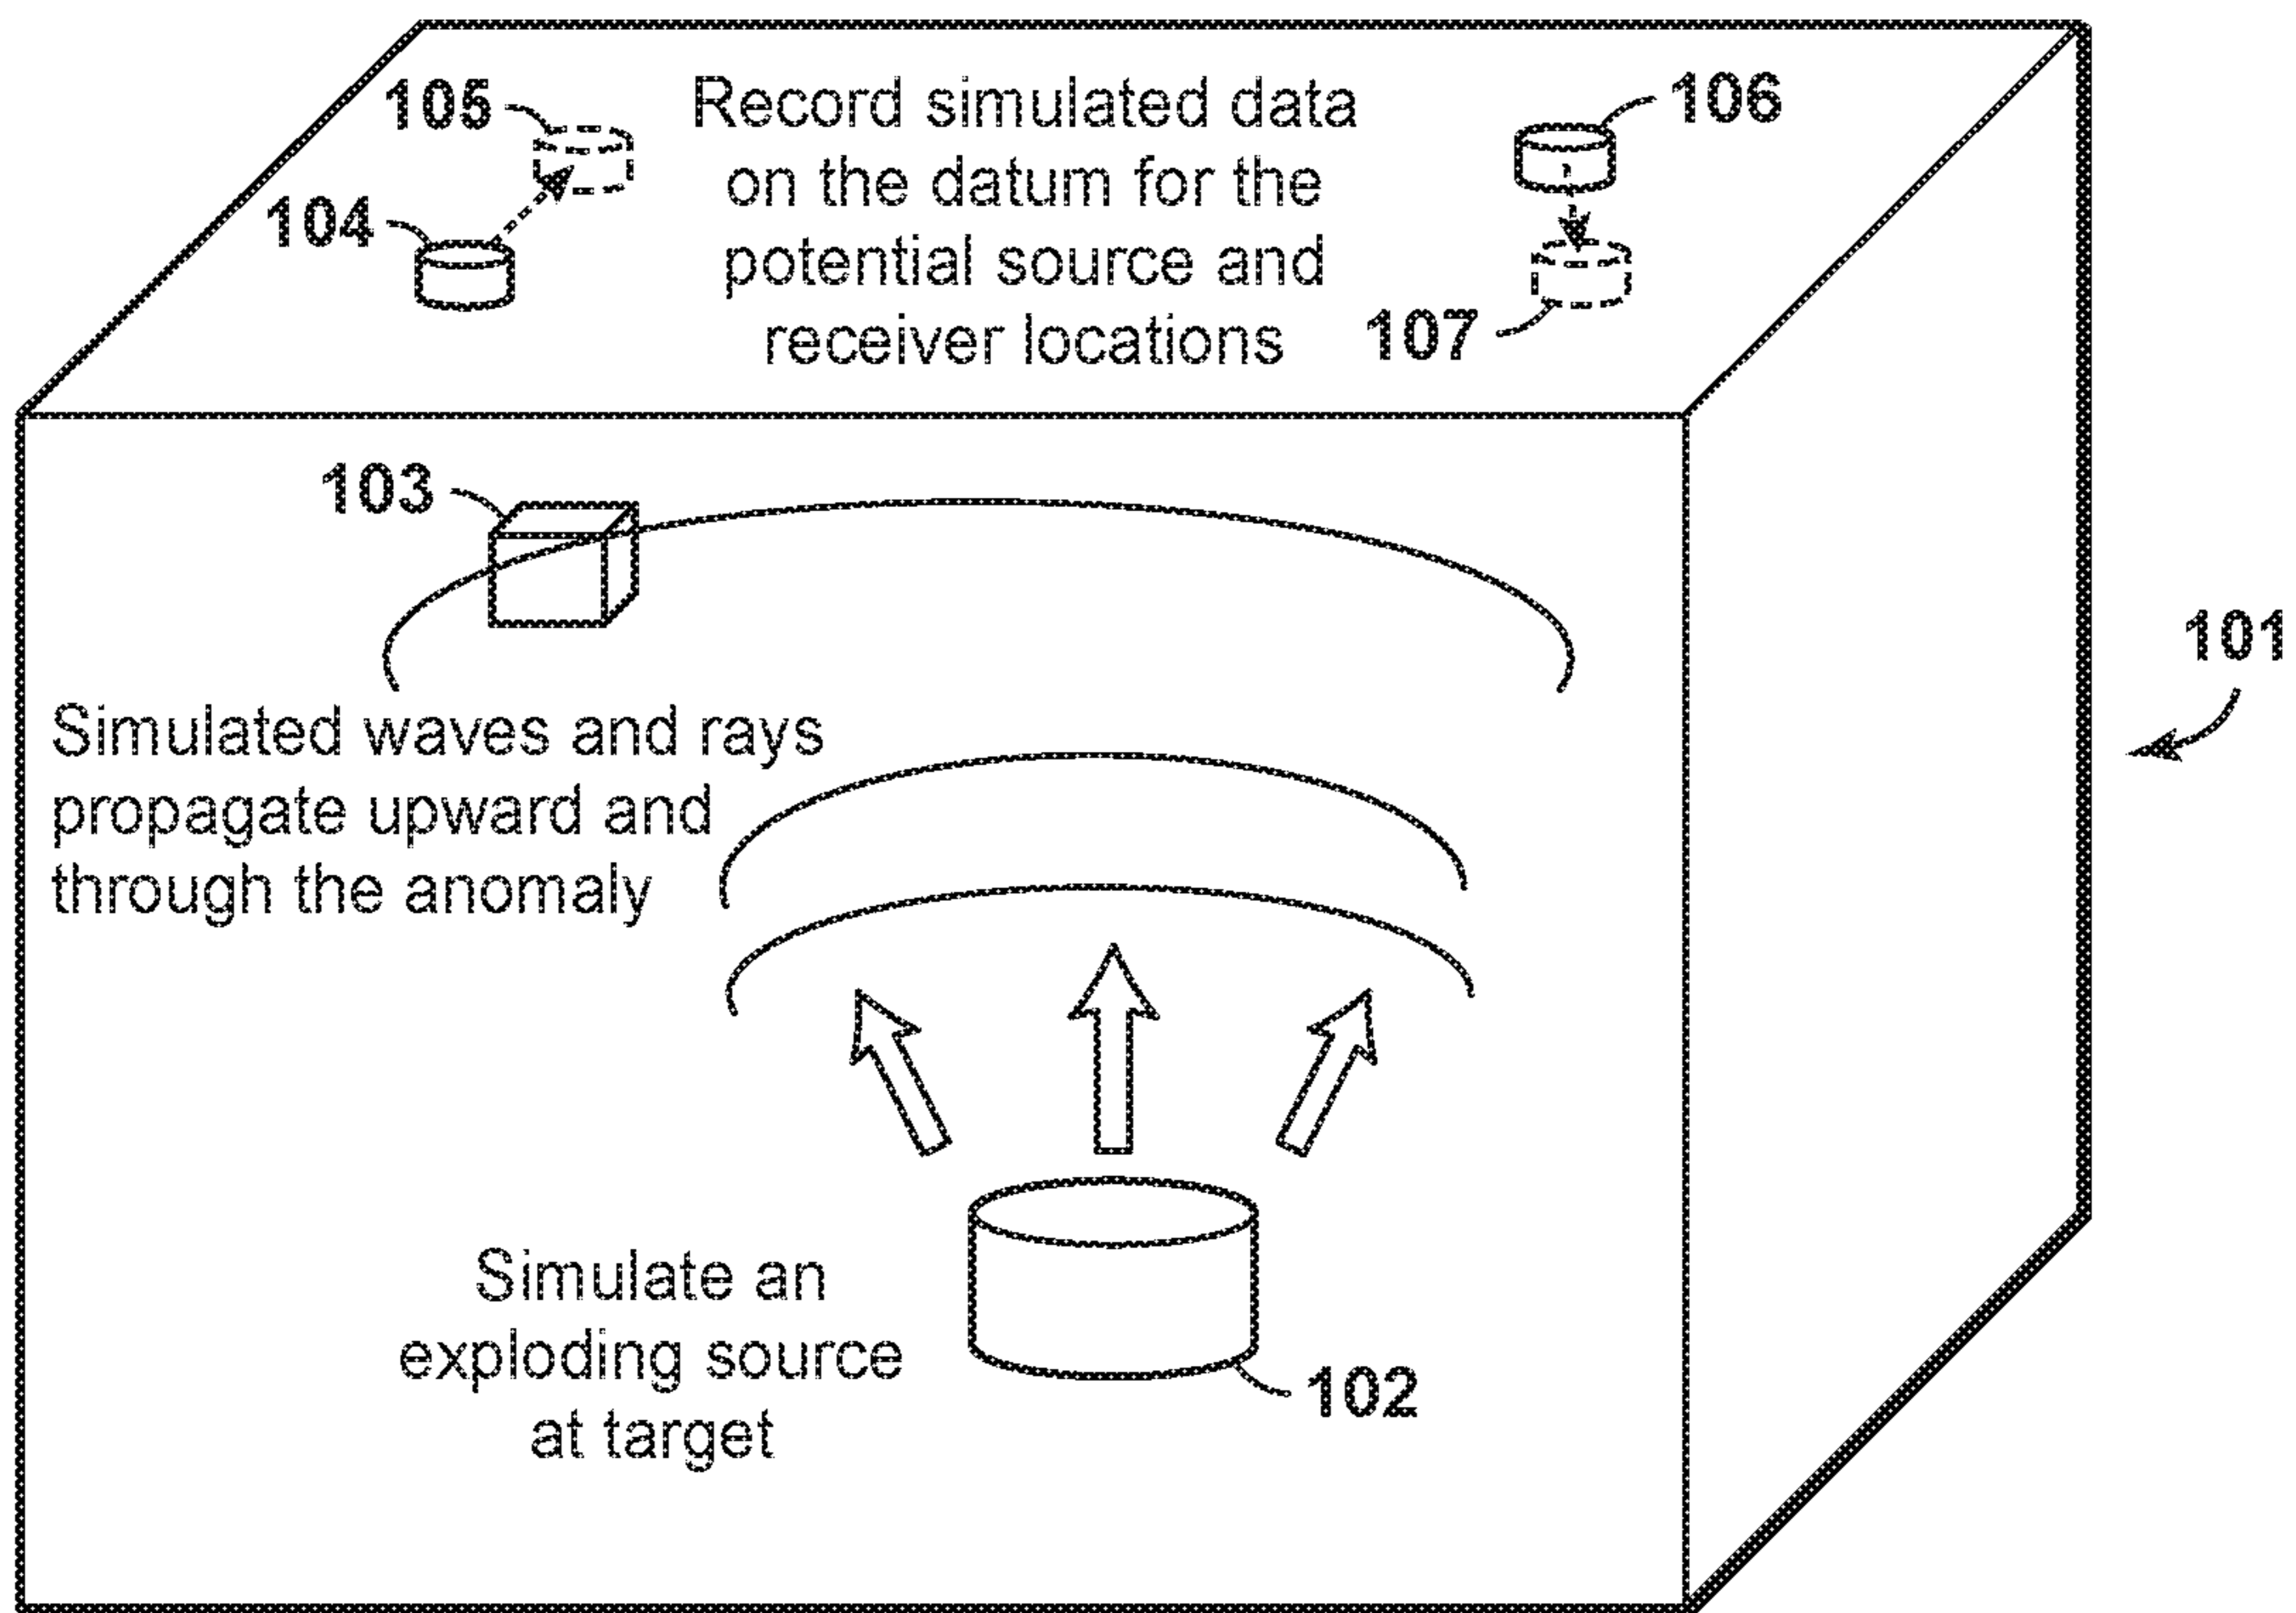 105
Record simulated data
106
on the datum for the
104
potential source and
receiver locations
107
103
101
Simulated waves and rays
propagate upward and
through the anomaly
Simulate an
exploding source
102
at target